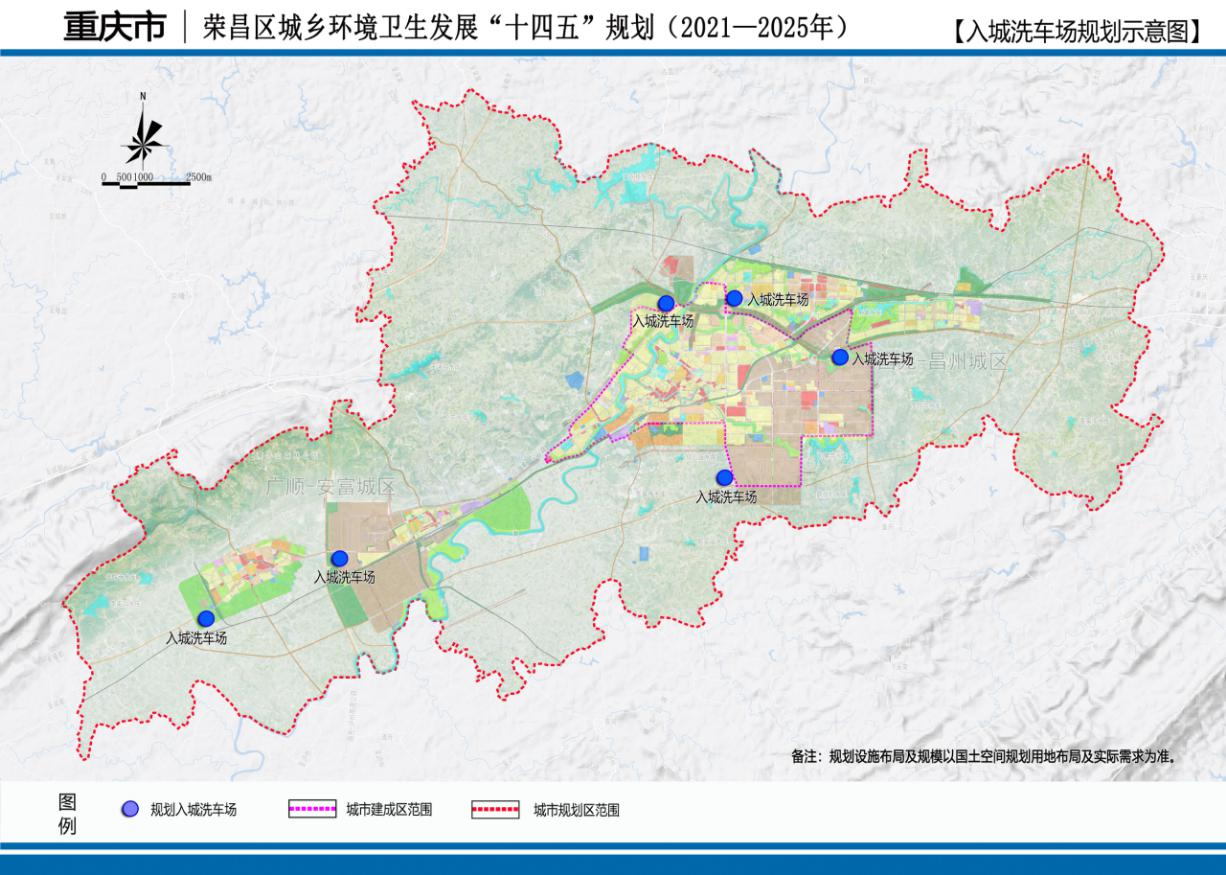 重庆市 | 荣昌区城乡环境卫生发展“十四五”规划（2021—2025年）
【入城洗车场规划示意图】
N
0 500 1000 2500m
入城洗车场
入城洗车场
入城洗车场
昌州城区
广顺-安富城区
入城洗车场
入城洗车场
入城洗车场
备注：规划设施布局及规模以国土空间规划用地布局及实际需求为准。
图例
规划入城洗车场
城市建成区范围
城市规划区范围